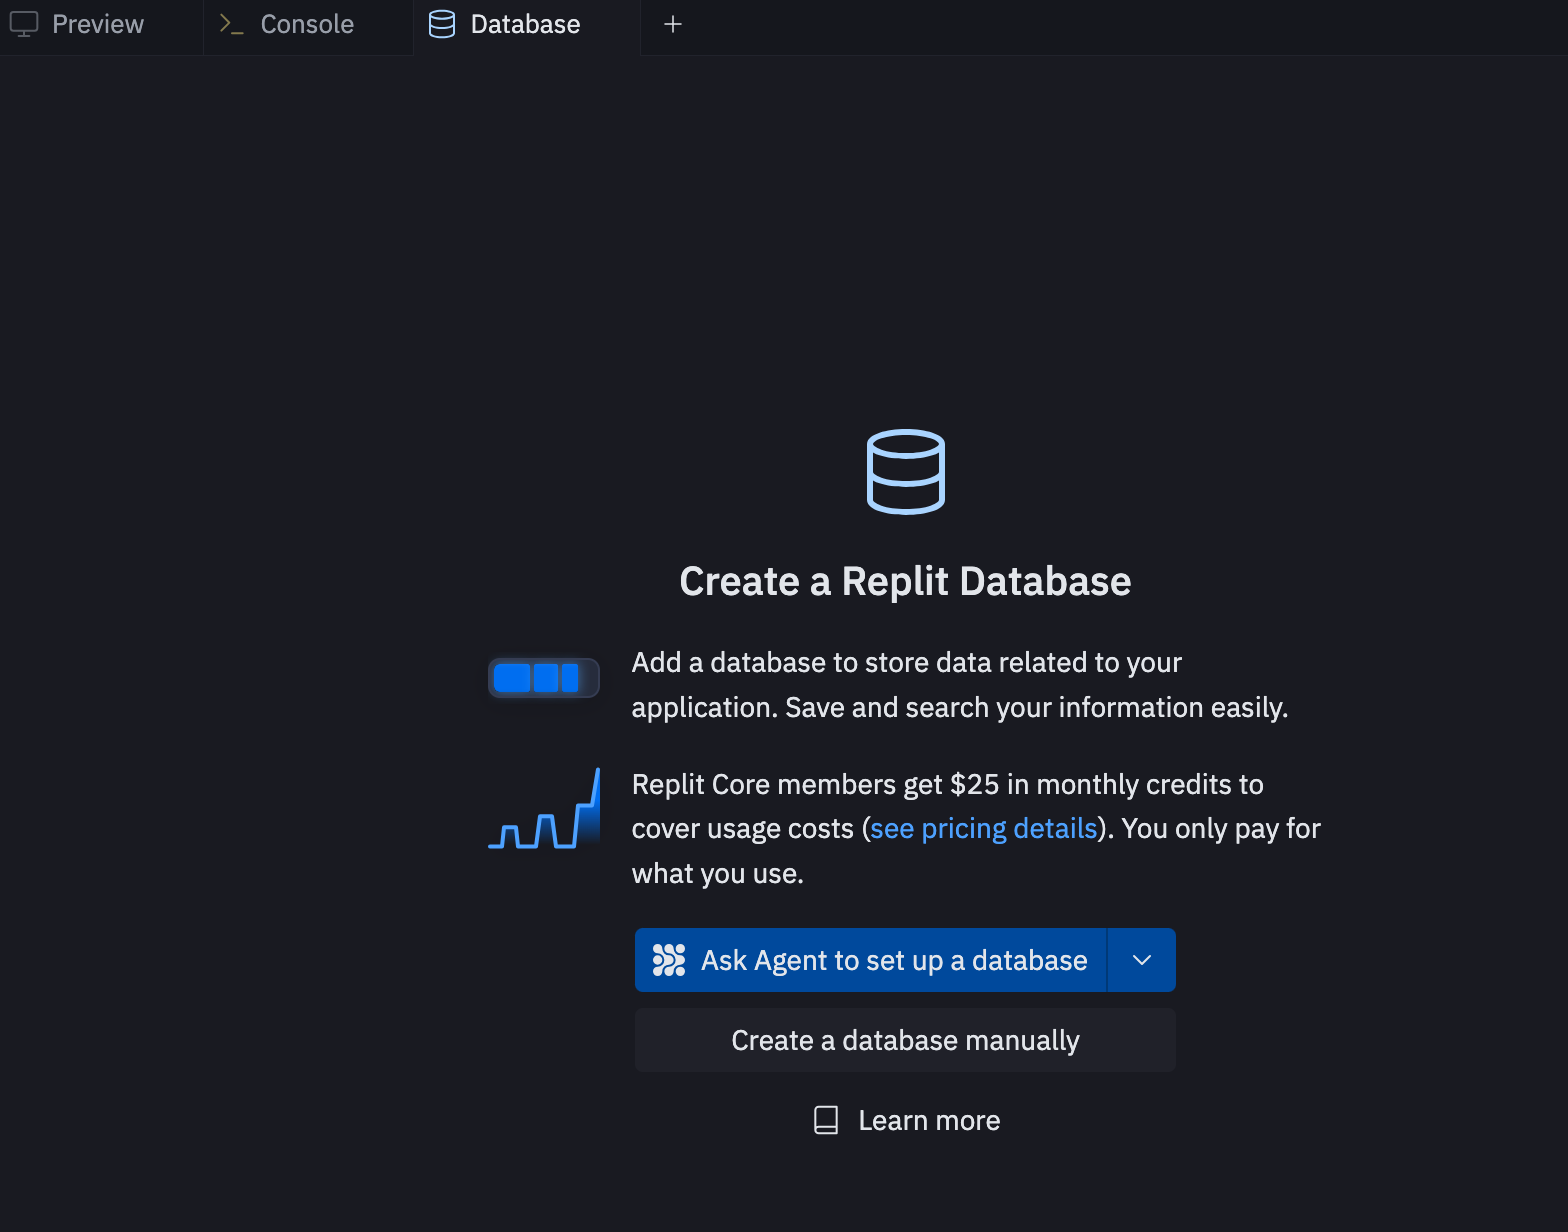 Preview
Console
Database
Create a Replit Database
Add a database to store data related to your
application. Save and search your information easily.
Replit Core members get $25 in monthly credits to
cover usage costs (see pricing details). You only pay for
what you use.
Ask Agent to set up a database
Create a database manually
Learn more